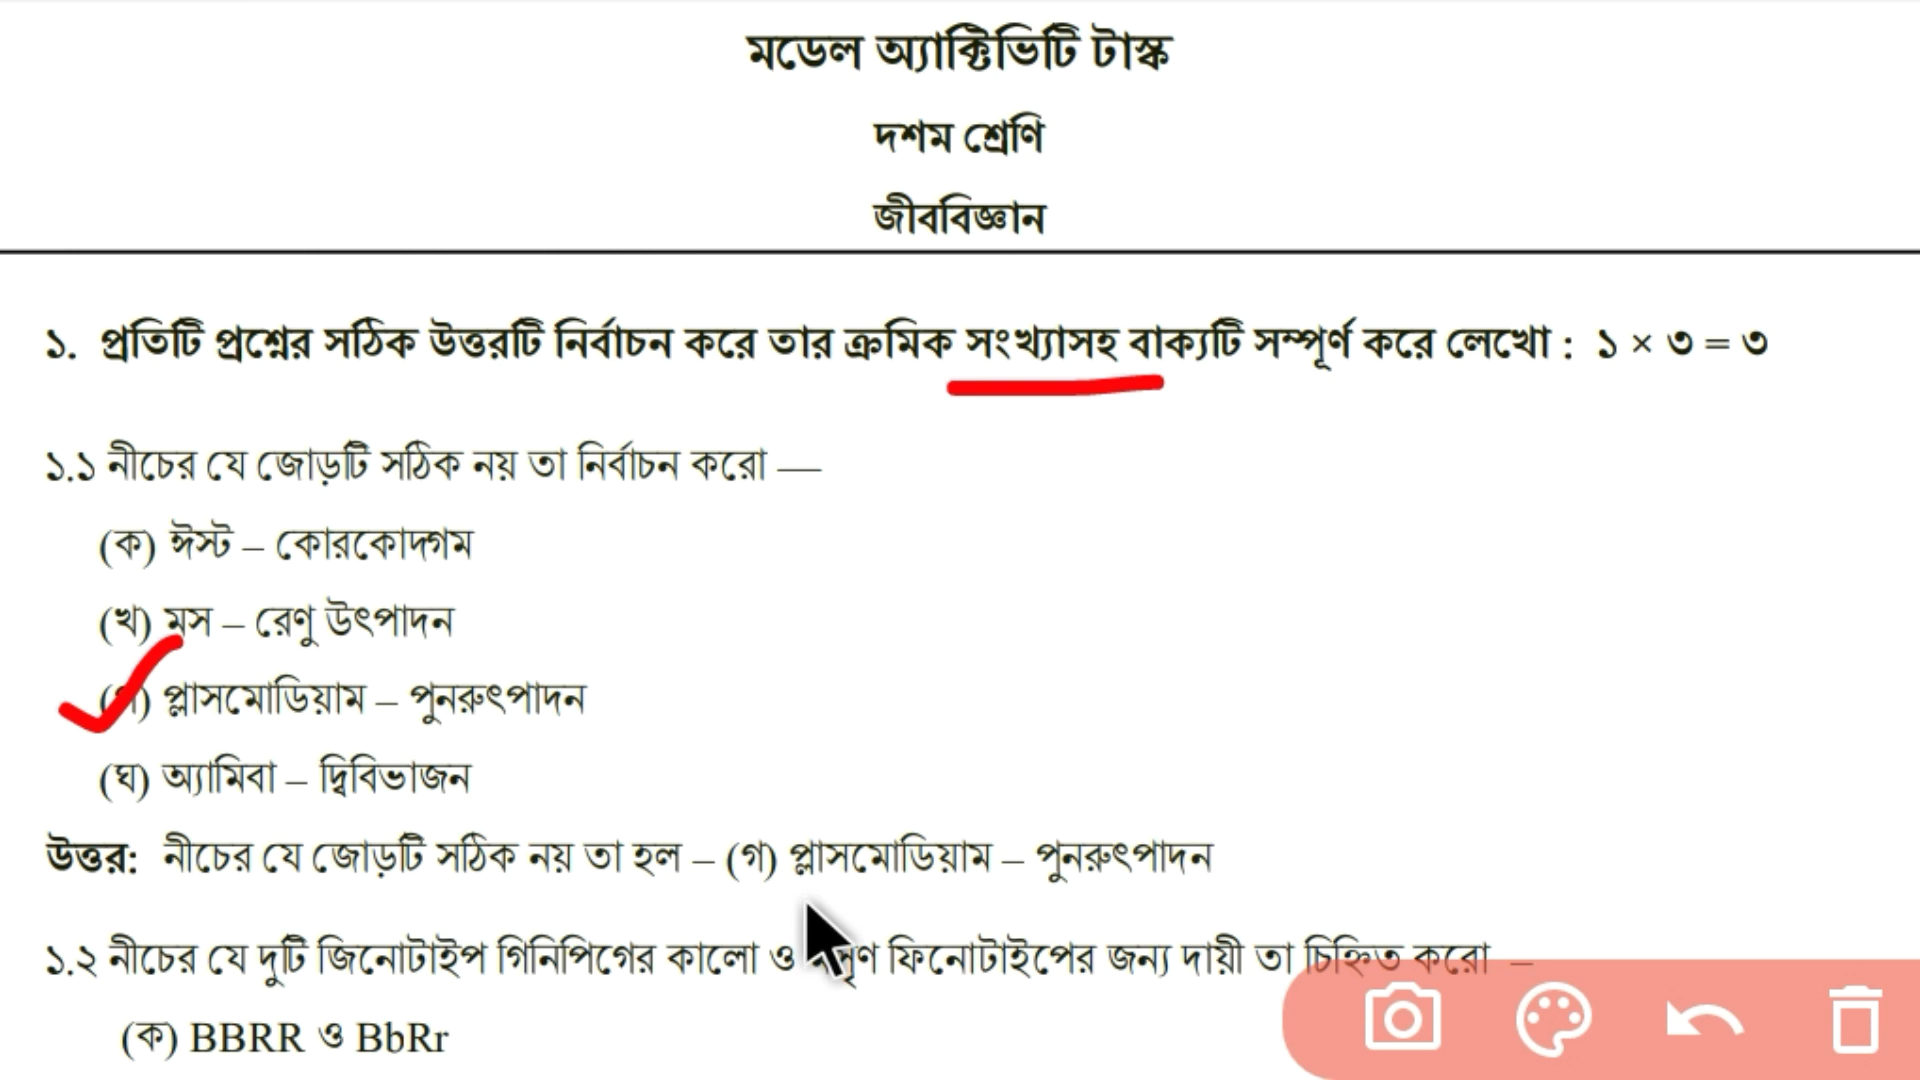 মডেল অ্যাক্টিভিটি টাস্ক
দশম শ্রেণি
জীববিজ্ঞান
১. প্রতিটি প্রশ্নের সঠিক উত্তরটি নির্বাচন করে তার ক্রমিক সংখ্যাসহ বাক্যটি সম্পূর্ণ করে লেখো : ১ × ৩ = ৩
১.১ নীচের যে জোড়টি সঠিক নয় তা নির্বাচন করো —
(ক) ঈস্ট – কোরকোদ্গম
(খ) মস – রেণু উৎপাদন
(গ) প্লাসমোডিয়াম – পুনরুৎপাদন
(ঘ) অ্যামিবা – দ্বিবিভাজন
উত্তর: নীচের যে জোড়টি সঠিক নয় তা হল – (গ) প্লাসমোডিয়াম – পুনরুৎপাদন
১.২ নীচের যে দুটি জিনোটাইপ গিনিপিগের কালো ও ফিনোটাইপের জন্য দায়ী তা চিহ্নিত করো –
(ক) BBRR ও BbRr